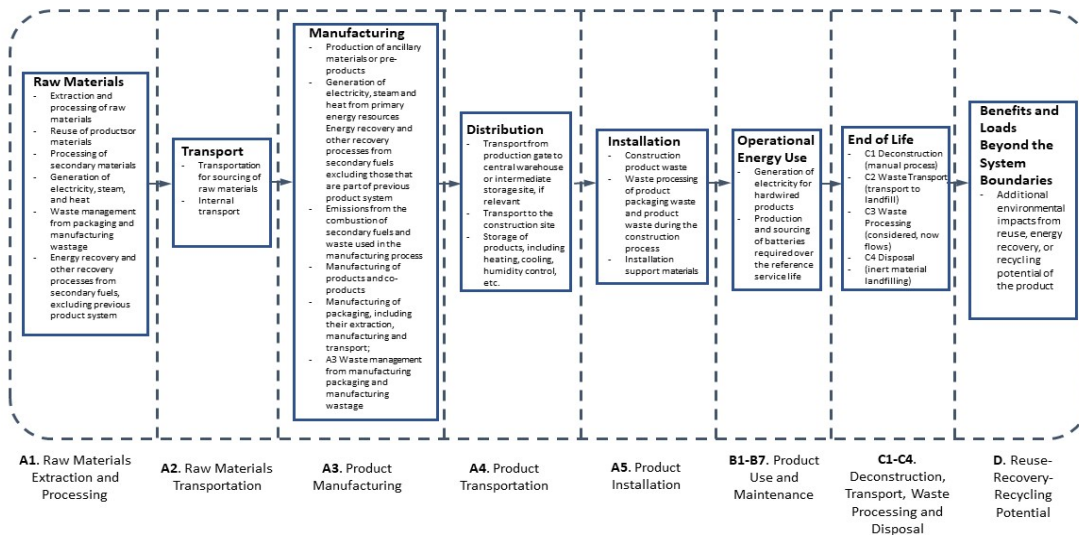 Raw Materials
- Extraction and
processing of raw
materials
- Reuse of productsor
materials
- Processing of
secondary materials
- Generation of
electricity, steam,
and heat
- Waste management
from packaging and
manufacturing
wastage
- Energy recovery and
other recovery
processes from
secondary fuels,
excluding previous
product system
Transport
- Transportation
for sourcing of
raw materials
- Internal
transport
Manufacturing
- Production of ancillary
materials or pre-
products
- Generation of
electricity, steam and
heat from primary
energy resources
Energy recovery and
other recovery
processes from
secondary fuels
excluding those that
are part of previous
product system
- Emissions from the
combustion of
secondary fuels and
waste used in the
manufacturing process
- Manufacturing of
products and co-
products
- Manufacturing of
packaging, including
their extraction,
manufacturing and
transport;
- A3 Waste management
from manufacturing
packaging and
manufacturing
wastage
Distribution
- Transport from
production gate to
central warehouse
or intermediate
storage site, if
relevant
- Transport to the
construction site
- Storage of
products, including
heating, cooling,
humidity control,
etc.
Installation
- Construction
product waste
- Waste processing of
product
packaging waste
and product
waste during the
construction
process
- Installation
support materials
Operational
Energy Use
- Generation of
electricity for
hardwired
products
- Production
and sourcing
of batteries
required over
the reference
service life
End of Life
- C1 Deconstruction
(manual process)
- C2 Waste Transport
(transport to
landfill)
- C3 Waste
Processing
(considered, now
flows)
- C4 Disposal
- (inert material
landfilling)
Benefits and
Loads
Beyond the
System
Boundaries
- Additional
environmental
impacts from
reuse, energy
recovery, or
recycling
potential of
the product
A1. Raw Materials
Extraction and
Processing
A2. Raw Materials
Transportation
A3. Product
Manufacturing
A4. Product
Transportation
A5. Product
Installation
B1-B7. Product
Use and
Maintenance
C1-C4.
Deconstruction,
Transport, Waste
Processing and
Disposal
D. Reuse-
Recovery-
Recycling
Potential